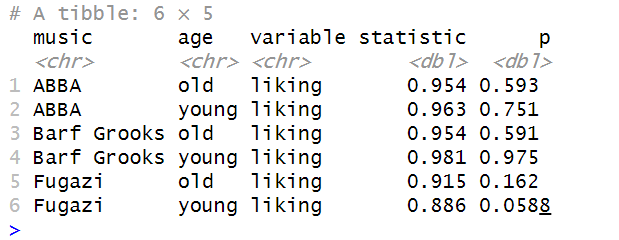 # A tibble: 6 × 5
music age variable statistic p
<chr> <chr> <chr> <dbl> <dbl>
1 ABBA old liking 0.954 0.593
2 ABBA young liking 0.963 0.751
3 Barf Grooks old liking 0.954 0.591
4 Barf Grooks young liking 0.981 0.975
5 Fugazi old liking 0.915 0.162
6 Fugazi young liking 0.886 0.0588
>